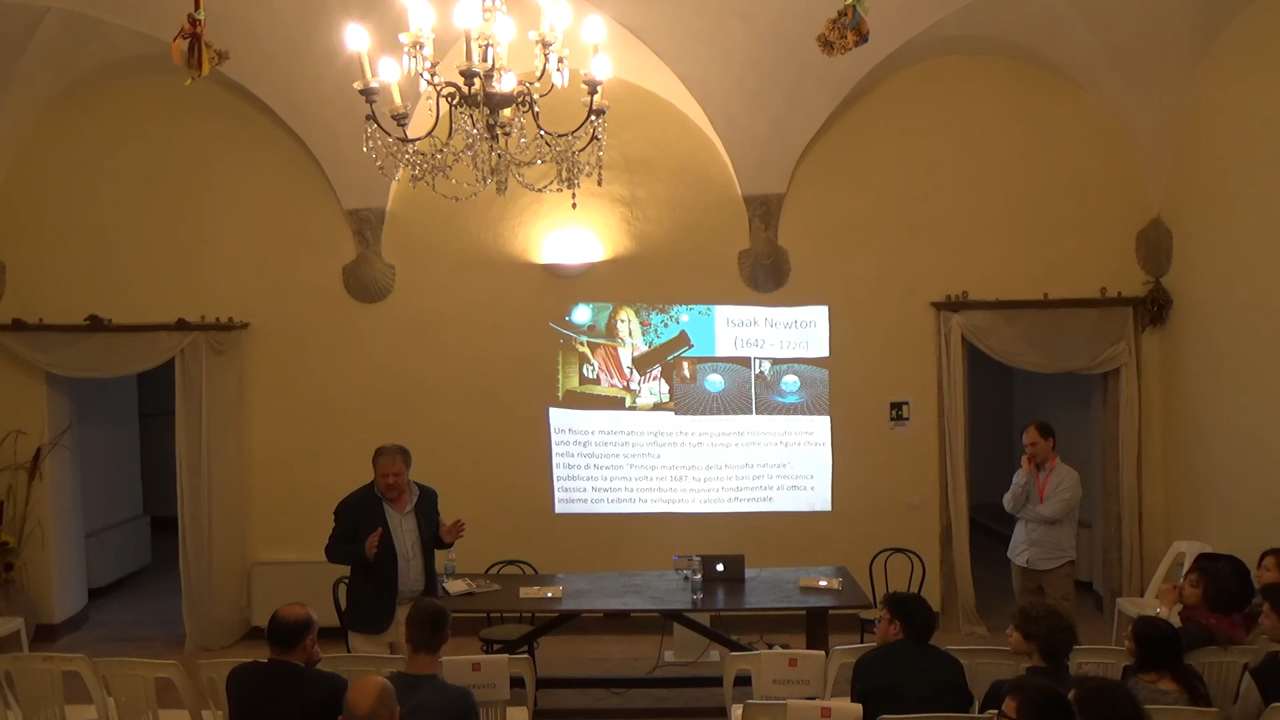 Isaak Newton
(1642 – 1726)
Un fisico e matematico inglese che è ampiamente riconosciuto come
uno degli scienziati più influenti di tutti i tempi e come una figura chiave
nella rivoluzione scientifica.
Il libro di Newton "Principi matematici della filosofia naturale",
pubblicato la prima volta nel 1687, ha posto le basi per la meccanica
classica. Newton ha contribuito in maniera fondamentale all'ottica, e
insieme con Leibnitz ha sviluppato il calcolo differenziale.
RISERVATO
RISERVATO